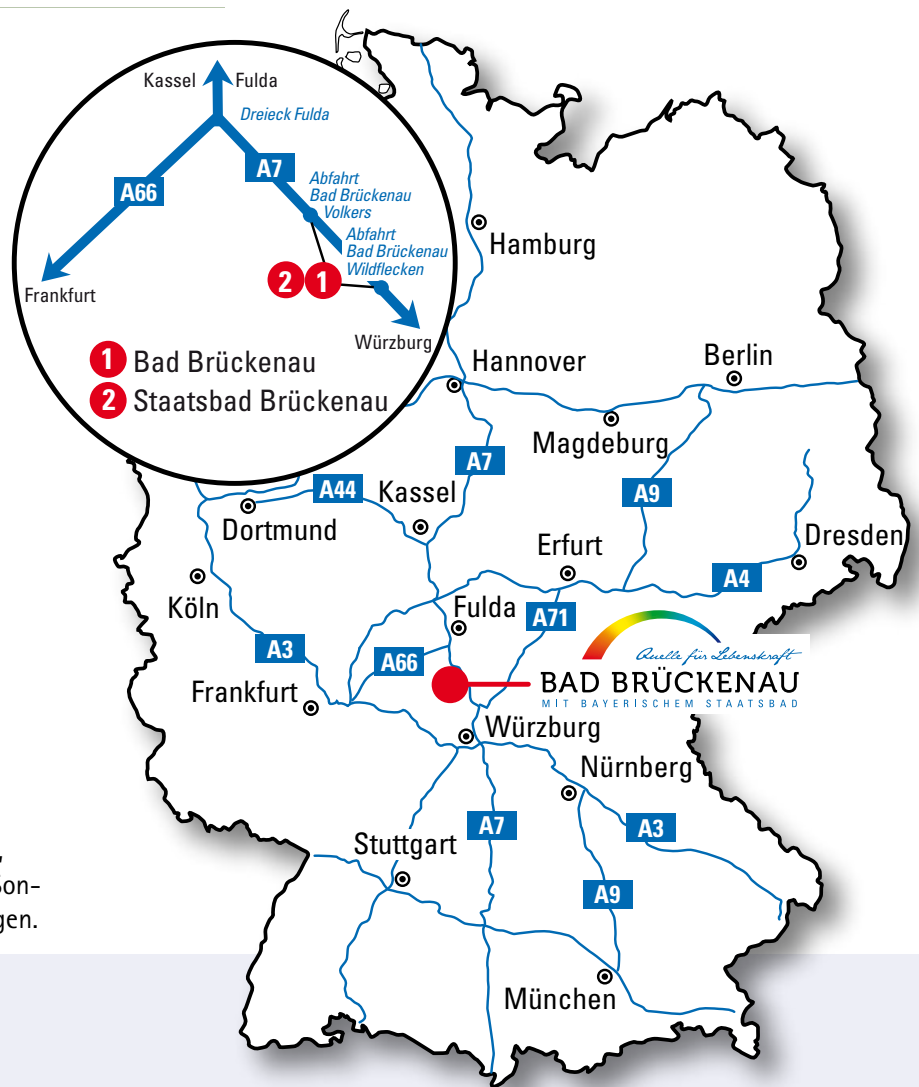 Kassel
Fulda
Dreieck Fulda
A66
A7
Abfahrt
Bad Brückenau
Volkers
Abfahrt
Bad Brückenau
Wildflecken
2
1
Frankfurt
Würzburg
1 Bad Brückenau
2 Staatsbad Brückenau
Hamburg
Hannover
Berlin
Magdeburg
A7
A9
A44
Kassel
Dortmund
Erfurt
Dresden
A4
Köln
Fulda
A71
A3
A66
Quelle für Lebenskraft
BAD BRÜCKENAU
MIT BAYERISCHEM STAATSBAD
Frankfurt
Würzburg
Nürnberg
A7
A3
Stuttgart
A9
München
,
on-
gen.